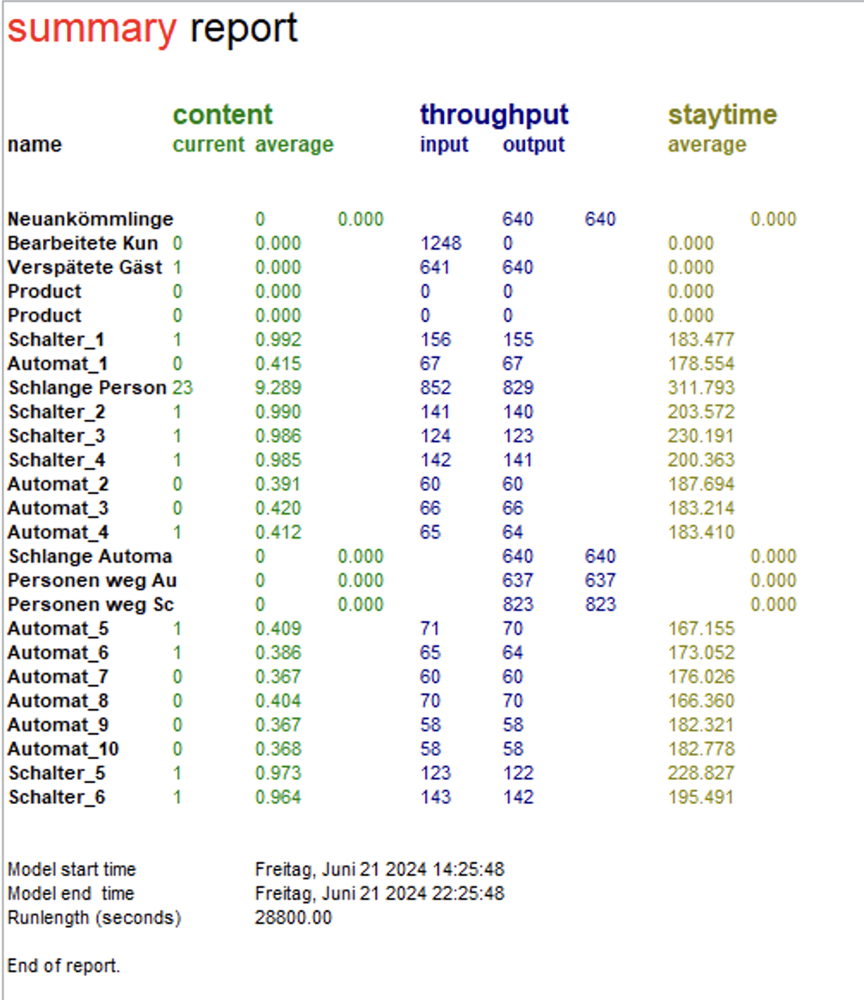 summary report
content throughput staytime
name current average input output average
Neuankömmlinge 0 0.000 640 640 0.000
Bearbeitete Kun 0 0.000 1248 0 0.000
Verspätete Gäst 1 0.000 641 640 0.000
Product 0 0.000 0 0 0.000
Product 0 0.000 0 0 0.000
Schalter_1 1 0.992 156 155 183.477
Automat_1 0 0.415 67 67 178.554
Schlange Person 23 9.289 852 829 311.793
Schalter_2 1 0.990 141 140 203.572
Schalter_3 1 0.986 124 123 230.191
Schalter_4 1 0.985 142 141 200.363
Automat_2 0 0.391 60 60 187.694
Automat_3 0 0.420 66 66 183.214
Automat_4 1 0.412 65 64 183.410
Schlange Automa 0 0.000 640 640 0.000
Personen weg Au 0 0.000 637 637 0.000
Personen weg Sc 0 0.000 823 823 0.000
Automat_5 1 0.409 71 70 167.155
Automat_6 1 0.386 65 64 173.052
Automat_7 0 0.367 60 60 176.026
Automat_8 0 0.404 70 70 166.360
Automat_9 0 0.367 58 58 182.321
Automat_10 0 0.368 58 58 182.778
Schalter_5 1 0.973 123 122 228.827
Schalter_6 1 0.964 143 142 195.491
Model start time Freitag, Juni 21 2024 14:25:48
Model end time Freitag, Juni 21 2024 22:25:48
Runlength (seconds) 28800.00
End of report.